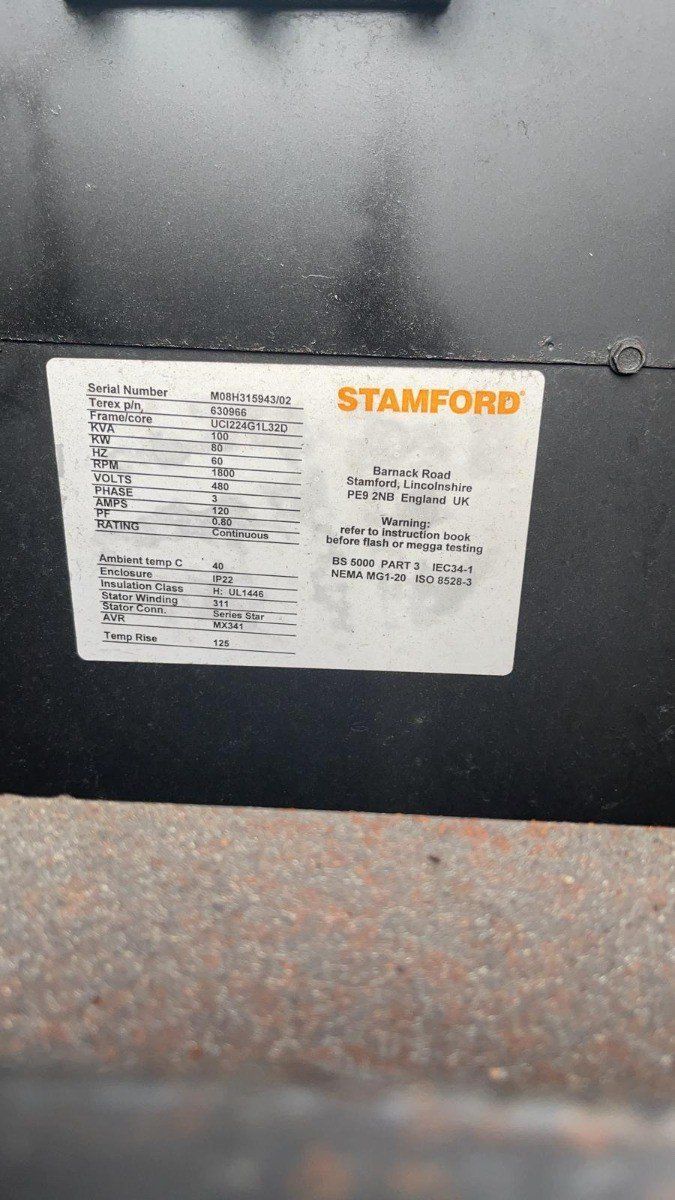 Serial Number M08H315943/02
Terex p/n, 630966
Frame/core UCI224G1L32D
KVA 100
KW 80
HZ 60
RPM 1800
VOLTS 480
PHASE 3
AMPS 120
PF 0.80
RATING Continuous
Ambient temp C 40
Enclosure IP22
Insulation Class H: UL1446
Stator Winding 311
Stator Conn. Series Star
AVR MX341
Temp Rise 125
STAMFORD
Barnack Road
Stamford, Lincolnshire
PE9 2NB England UK
Warning:
refer to instruction book
before flash or megga testing
BS 5000 PART 3 IEC34-1
NEMA MG1-20 ISO 8528-3